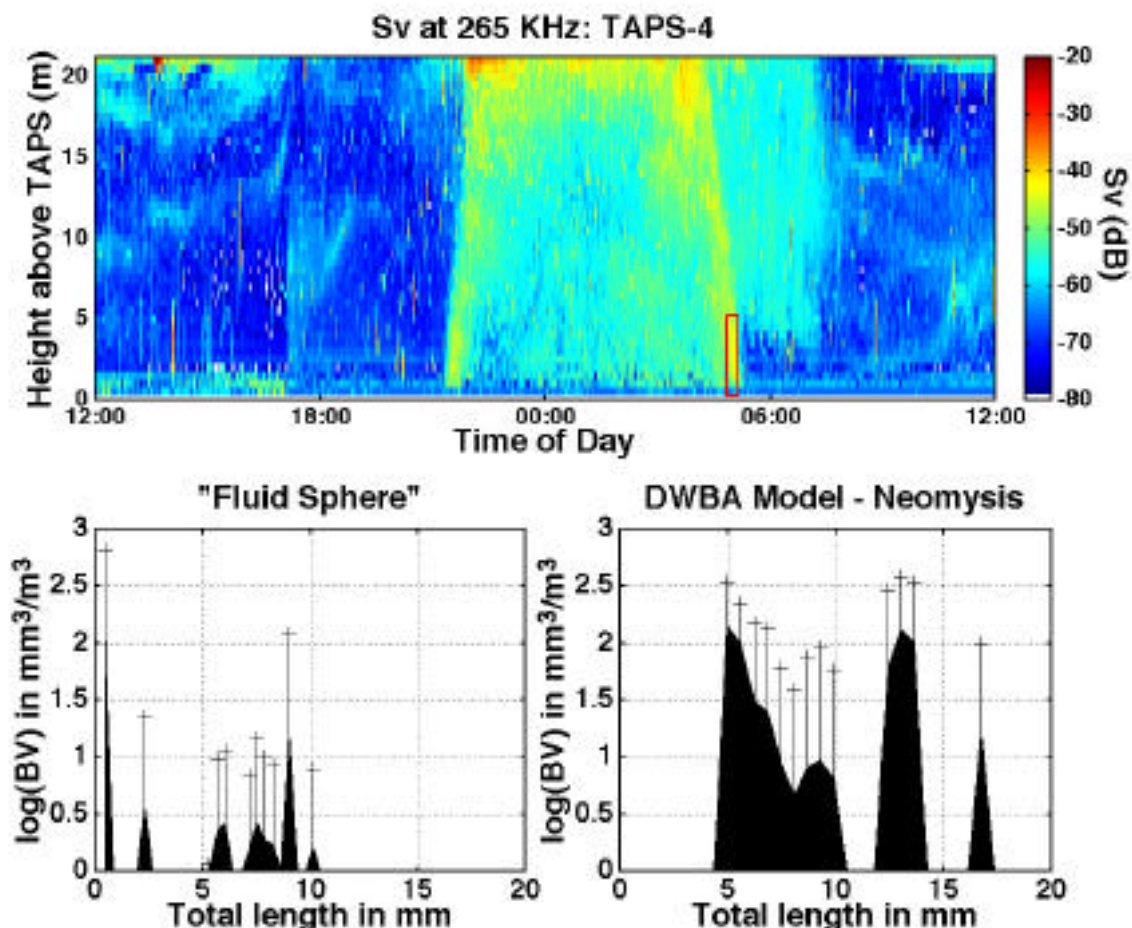 Sv at 265 KHz: TAPS-4
Height above TAPS (m)
20
15
10
5
0
12:00 18:00 00:00 06:00 12:00
Time of Day
-20
-30
-40
-50
-60
-70
-80
Sv (dB)
"Fluid Sphere"
log(BV) in mm³/m³
3
2.5
2
1.5
1
0.5
0
0 5 10 15 20
Total length in mm
DWBA Model - Neomysis
log(BV) in mm³/m³
3
2.5
2
1.5
1
0.5
0
0 5 10 15 20
Total length in mm